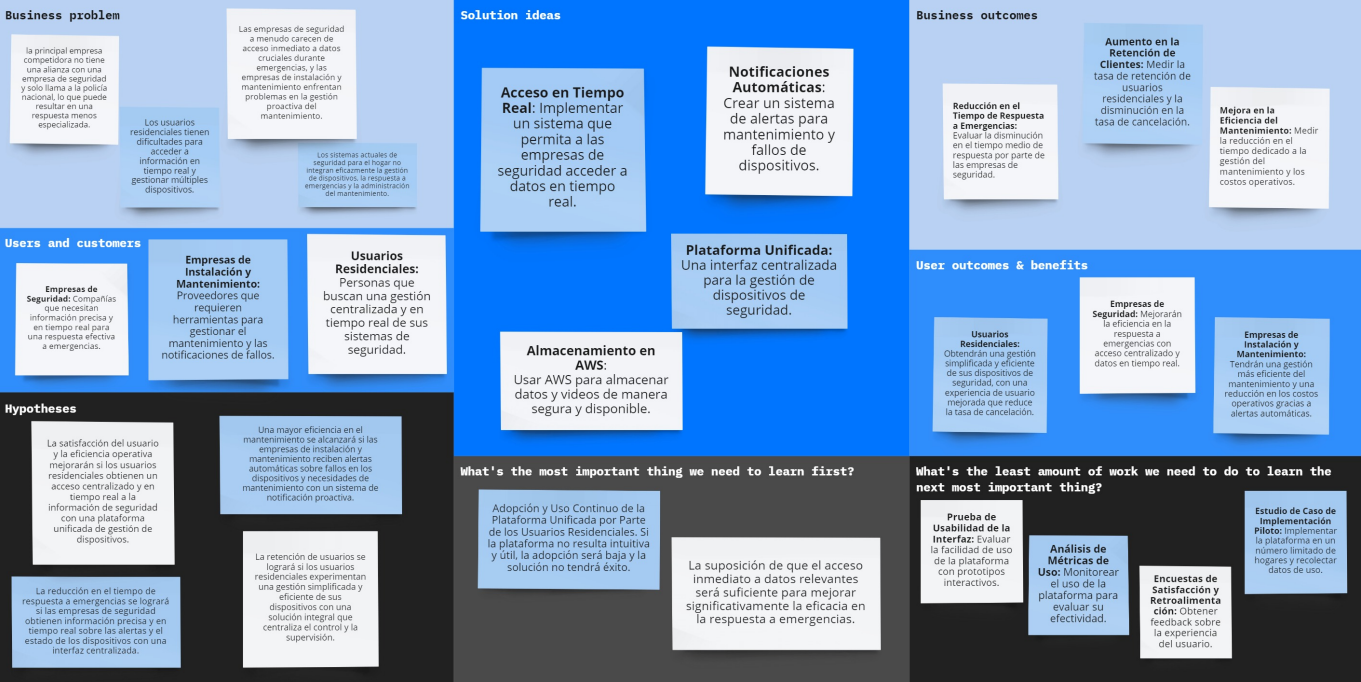 Business problem
la principal empresa
competidora no tiene
una alianza con una
empresa de seguridad
y solo llama a la policía
nacional, lo que puede
resultar en una
respuesta menos
especializada.
Los usuarios
residenciales tienen
dificultades para
acceder a
información en
tiempo real y
gestionar múltiples
dispositivos.
Las empresas de seguridad
a menudo carecen de
acceso inmediato a datos
cruciales durante
emergencias, y las
empresas de instalación y
mantenimiento enfrentan
problemas en la gestión
proactiva del
mantenimiento.
Los sistemas actuales de
seguridad para el hogar no
integran eficazmente la gestión
de dispositivos, la respuesta a
emergencias y la administración
del mantenimiento.
Users and customers
Empresas de
Seguridad: Compañías
que necesitan
información precisa y
en tiempo real para
una respuesta efectiva
a emergencias.
Empresas de
Instalación y
Mantenimiento:
Proveedores que
requieren
herramientas para
gestionar el
mantenimiento y las
notificaciones de fallos.
Usuarios
Residenciales:
Personas que
buscan una gestión
centralizada y en
tiempo real de sus
sistemas de
seguridad.
Hypotheses
La satisfacción del usuario
y la eficiencia operativa
mejorarán si los usuarios
residenciales obtienen un
acceso centralizado y en
tiempo real a la
información de seguridad
con una plataforma
unificada de gestión de
dispositivos.
Una mayor eficiencia en el
mantenimiento se alcanzará si las
empresas de instalación y
mantenimiento reciben alertas
automáticas sobre fallos en los
dispositivos y necesidades de
mantenimiento con un sistema de
notificación proactiva.
La reducción en el tiempo de
respuesta a emergencias se logrará
si las empresas de seguridad
obtienen información precisa y en
tiempo real sobre las alertas y el
estado de los dispositivos con una
interfaz centralizada.
La retención de usuarios se
logrará si los usuarios
residenciales experimentan
una gestión simplificada y
eficiente de sus
dispositivos con una
solución integral que
centraliza el control y la
supervisión.
Solution ideas
Acceso en Tiempo
Real: Implementar
un sistema que
permita a las
empresas de
seguridad acceder a
datos en tiempo
real.
Notificaciones
Automáticas:
Crear un sistema
de alertas para
mantenimiento y
fallos de
dispositivos.
Plataforma Unificada:
Una interfaz centralizada
para la gestión de
dispositivos de
seguridad.
Almacenamiento en
AWS:
Usar AWS para almacenar
datos y videos de manera
segura y disponible.
What's the most important thing we need to learn first?
Adopción y Uso Continuo de la
Plataforma Unificada por Parte
de los Usuarios Residenciales. Si
la plataforma no resulta intuitiva
y útil, la adopción será baja y la
solución no tendrá éxito.
La suposición de que el acceso
inmediato a datos relevantes
será suficiente para mejorar
significativamente la eficacia en
la respuesta a emergencias.
Business outcomes
Reducción en el
Tiempo de Respuesta
a Emergencias:
Evaluar la disminución
en el tiempo medio de
respuesta por parte de
las empresas de
seguridad.
Aumento en la
Retención de
Clientes: Medir la
tasa de retención de
usuarios
residenciales y la
disminución en la
tasa de cancelación.
Mejora en la
Eficiencia del
Mantenimiento: Medir
la reducción en el
tiempo dedicado a la
gestión del
mantenimiento y los
costos operativos.
User outcomes & benefits
Usuarios
Residenciales:
Obtendrán una gestión
simplificada y eficiente
de sus dispositivos de
seguridad, con una
experiencia de usuario
mejorada que reduce
la tasa de cancelación.
Empresas de
Seguridad: Mejorarán
la eficiencia en la
respuesta a
emergencias con
acceso centralizado y
datos en tiempo real.
Empresas de
Instalación y
Mantenimiento:
Tendrán una gestión
más eficiente del
mantenimiento y una
reducción en los costos
operativos gracias a
alertas automáticas.
What's the least amount of work we need to do to learn the
next most important thing?
Prueba de
Usabilidad de la
Interfaz: Evaluar
la facilidad de uso
de la plataforma
con prototipos
interactivos.
Análisis de
Métricas de
Uso: Monitorear
el uso de la
plataforma para
evaluar su
efectividad.
Encuestas de
Satisfacción y
Retroalimenta
ción: Obtener
feedback sobre
la experiencia
del usuario.
Estudio de Caso de
Implementación
Piloto: Implementar
la plataforma en un
número limitado de
hogares y recolectar
datos de uso.